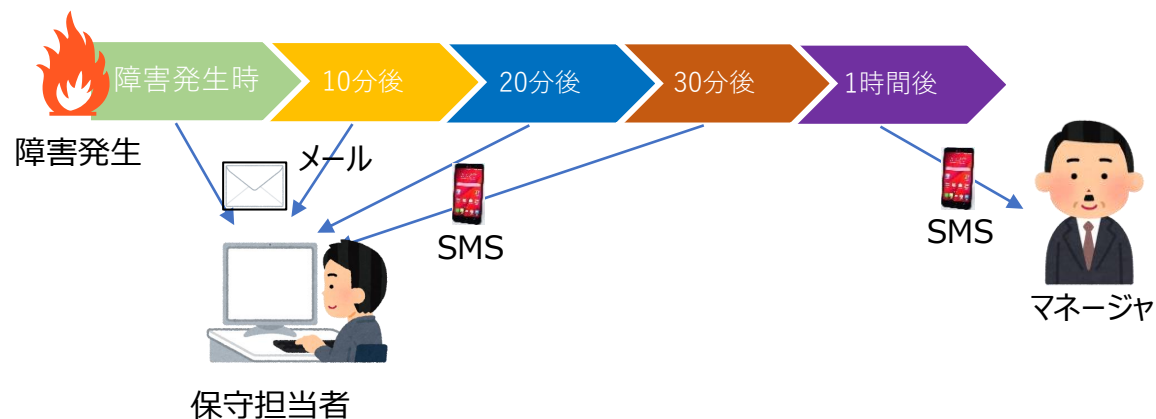 障害発生時
10分後
20分後
30分後
1時間後
障害発生
メール
SMS
SMS
マネージャ
保守担当者